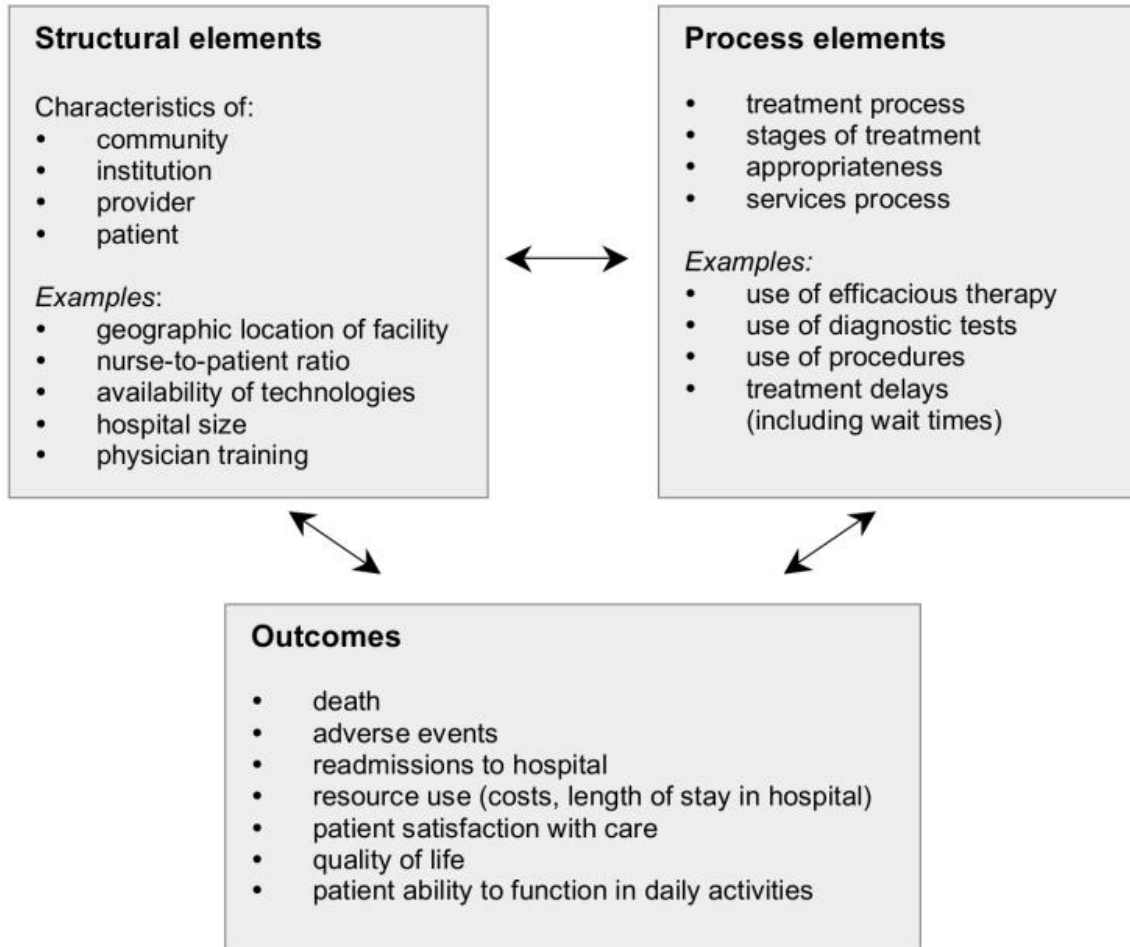 Structural elements
Characteristics of:
• community
• institution
• provider
• patient
Examples:
• geographic location of facility
• nurse-to-patient ratio
• availability of technologies
• hospital size
• physician training
Process elements
• treatment process
• stages of treatment
• appropriateness
• services process
Examples:
• use of efficacious therapy
• use of diagnostic tests
• use of procedures
• treatment delays
(including wait times)
Outcomes
• death
• adverse events
• readmissions to hospital
• resource use (costs, length of stay in hospital)
• patient satisfaction with care
• quality of life
• patient ability to function in daily activities